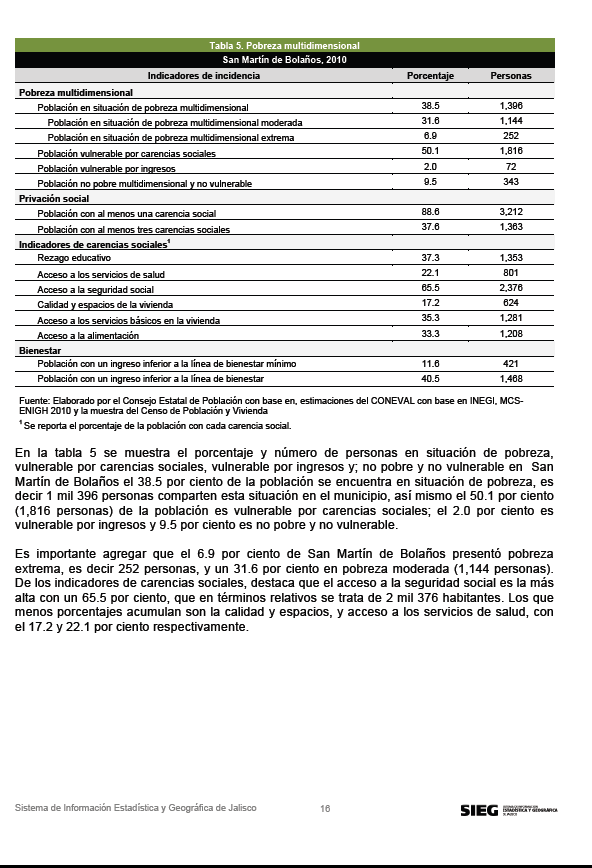 Tabla 5. Pobreza multidimensional
San Martín de Bolaños, 2010
Indicadores de incidencia Porcentaje Personas
Pobreza multidimensional
Población en situación de pobreza multidimensional 38.5 1,396
Población en situación de pobreza multidimensional moderada 31.6 1,144
Población en situación de pobreza multidimensional extrema 6.9 252
Población vulnerable por carencias sociales 50.1 1,816
Población vulnerable por ingresos 2.0 72
Población no pobre multidimensional y no vulnerable 9.5 343
Privación social
Población con al menos una carencia social 88.6 3,212
Población con al menos tres carencias sociales 37.6 1,363
Indicadores de carencias sociales¹
Rezago educativo 37.3 1,353
Acceso a los servicios de salud 22.1 801
Acceso a la seguridad social 65.5 2,376
Calidad y espacios de la vivienda 17.2 624
Acceso a los servicios básicos en la vivienda 35.3 1,281
Acceso a la alimentación 33.3 1,208
Bienestar
Población con un ingreso inferior a la línea de bienestar mínimo 11.6 421
Población con un ingreso inferior a la línea de bienestar 40.5 1,468
Fuente: Elaborado por el Consejo Estatal de Población con base en, estimaciones del CONEVAL con base en INEGI, MCS-
ENIGH 2010 y la muestra del Censo de Población y Vivienda
¹ Se reporta el porcentaje de la población con cada carencia social.
En la tabla 5 se muestra el porcentaje y número de personas en situación de pobreza,
vulnerable por carencias sociales, vulnerable por ingresos y; no pobre y no vulnerable en San
Martín de Bolaños el 38.5 por ciento de la población se encuentra en situación de pobreza, es
decir 1 mil 396 personas comparten esta situación en el municipio, así mismo el 50.1 por ciento
(1,816 personas) de la población es vulnerable por carencias sociales; el 2.0 por ciento es
vulnerable por ingresos y 9.5 por ciento es no pobre y no vulnerable.
Es importante agregar que el 6.9 por ciento de San Martín de Bolaños presentó pobreza
extrema, es decir 252 personas, y un 31.6 por ciento en pobreza moderada (1,144 personas).
De los indicadores de carencias sociales, destaca que el acceso a la seguridad social es la más
alta con un 65.5 por ciento, que en términos relativos se trata de 2 mil 376 habitantes. Los que
menos porcentajes acumulan son la calidad y espacios, y acceso a los servicios de salud, con
el 17.2 y 22.1 por ciento respectivamente.
Sistema de Información Estadística y Geográfica de Jalisco 16
SIEG
ESTADÍSTICA Y GEOGRÁFICA
DE JALISCO